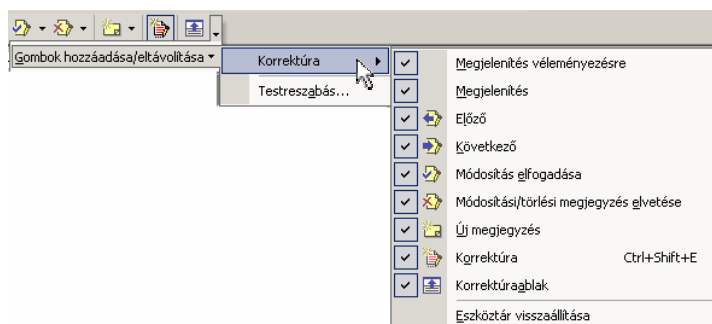 Gombok hozzáadása/eltávolítása
Korrektúra
Testreszabás...
Megjelenítés véleményezésre
Megjelenítés
Előző
Következő
Módosítás elfogadása
Módosítási/törlési megjegyzés elvetése
Új megjegyzés
Korrektúra Ctrl+Shift+E
Korrektúraablak
Eszköztár visszaállítása